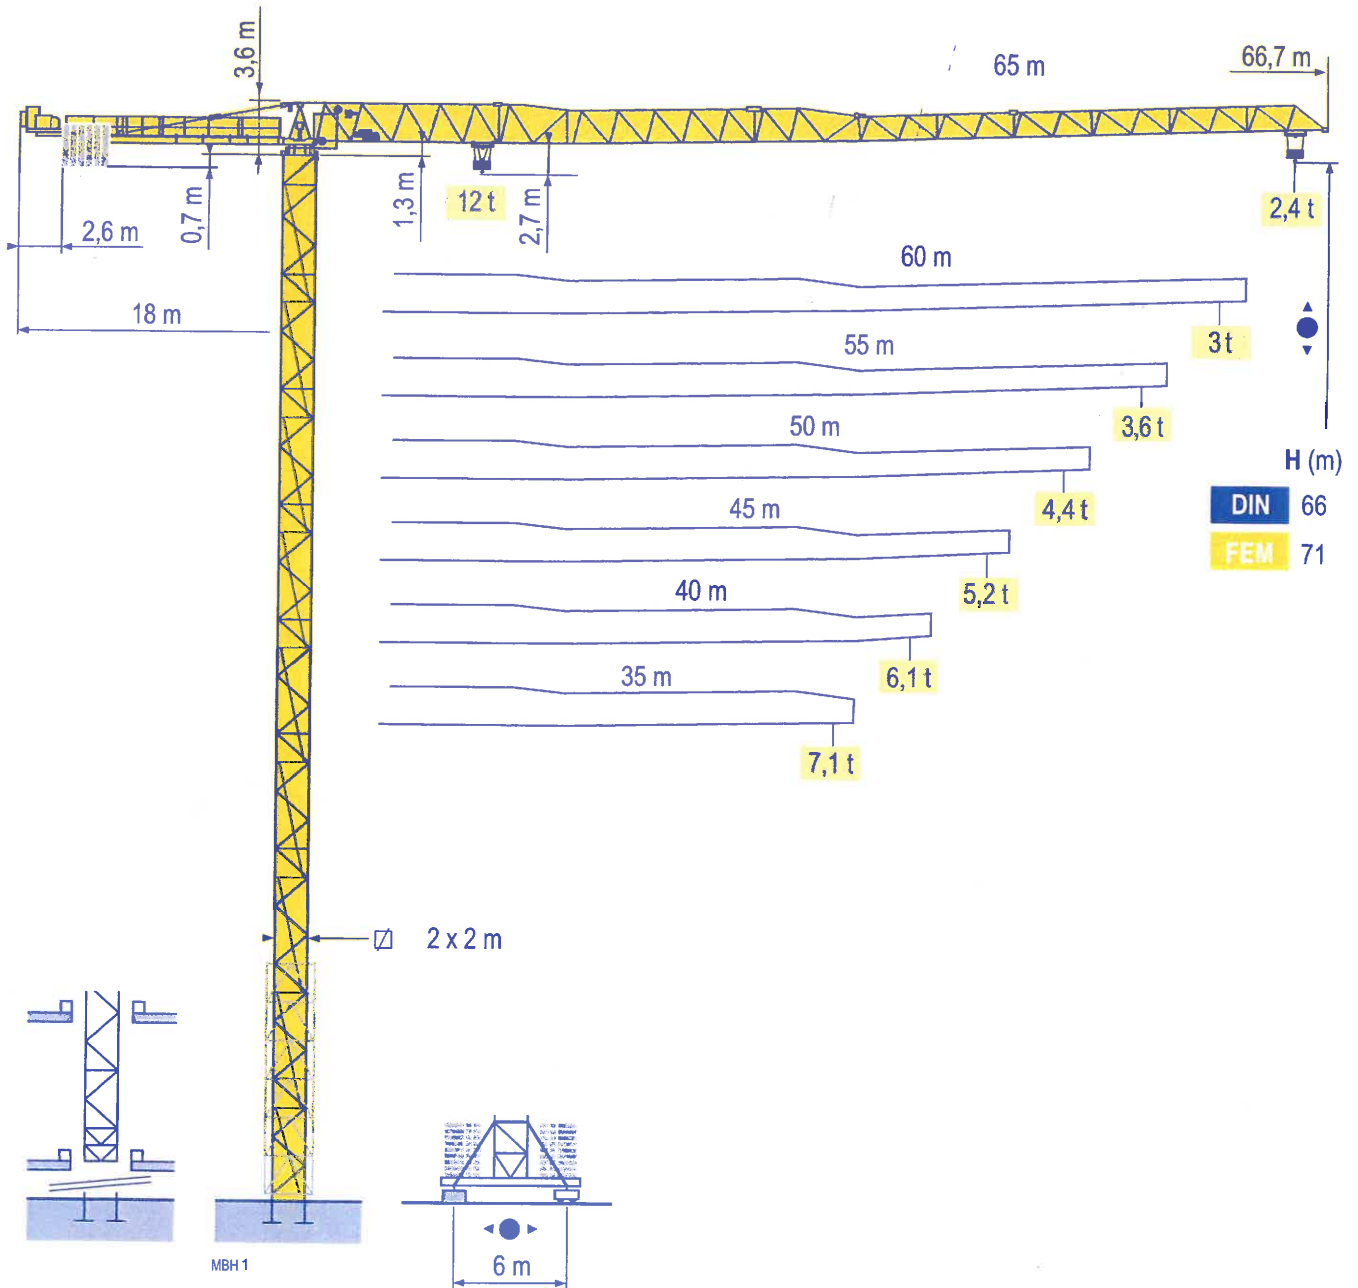 3,6 m
65 m
66,7 m
1,3 m
12 t
2,7 m
0,7 m
2,6 m
2,4 t
18 m
60 m
3 t
55 m
3,6 t
50 m
4,4 t
H (m)
DIN 66
FEM 71
45 m
5,2 t
40 m
6,1 t
35 m
7,1 t
2 x 2 m
MBH 1
6 m